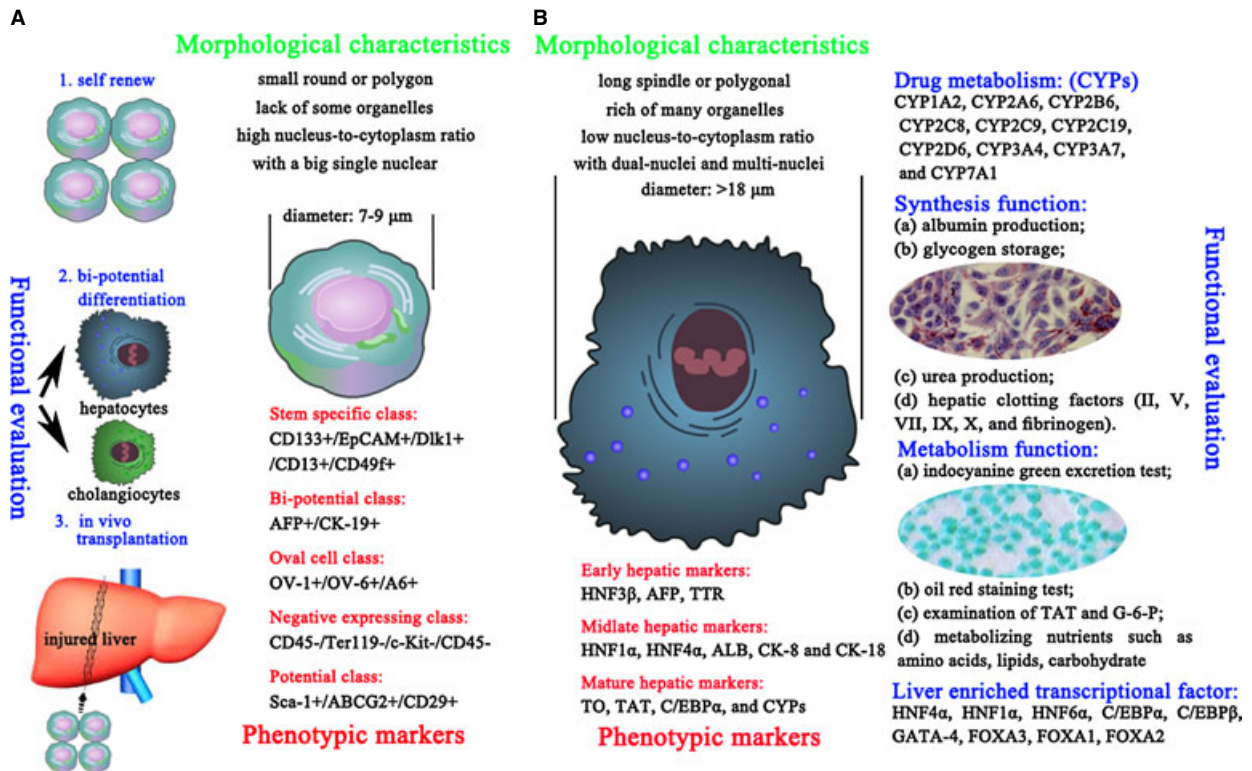 A
Morphological characteristics
1. self renew
small round or polygon
lack of some organelles
high nucleus-to-cytoplasm ratio
with a big single nuclear
diameter: 7-9 μm
Functional evaluation
2. bi-potential
differentiation
hepatocytes
cholangiocytes
3. in vivo
transplantation
injured liver
Stem specific class:
CD133+/EpCAM+/Dlk1+
/CD13+/CD49f+
Bi-potential class:
AFP+/CK-19+
Oval cell class:
OV-1+/OV-6+/A6+
Negative expressing class:
CD45-/Ter119-/c-Kit-/CD45-
Potential class:
Sca-1+/ABCG2+/CD29+
Phenotypic markers
B
Morphological characteristics
long spindle or polygonal
rich of many organelles
low nucleus-to-cytoplasm ratio
with dual-nuclei and multi-nuclei
diameter: >18 μm
Early hepatic markers:
HNF3β, AFP, TTR
Midlate hepatic markers:
HNF1α, HNF4α, ALB, CK-8 and CK-18
Mature hepatic markers:
TO, TAT, C/EBPα, and CYPs
Phenotypic markers
Drug metabolism: (CYPs)
CYP1A2, CYP2A6, CYP2B6,
CYP2C8, CYP2C9, CYP2C19,
CYP2D6, CYP3A4, CYP3A7,
and CYP7A1
Synthesis function:
(a) albumin production;
(b) glycogen storage;
(c) urea production;
(d) hepatic clotting factors (II, V,
VII, IX, X, and fibrinogen).
Metabolism function:
(a) indocyanine green excretion test;
(b) oil red staining test;
(c) examination of TAT and G-6-P;
(d) metabolizing nutrients such as
amino acids, lipids, carbohydrate
Liver enriched transcriptional factor:
HNF4α, HNF1α, HNF6α, C/EBPα, C/EBPβ,
GATA-4, FOXA3, FOXA1, FOXA2
Functional evaluation